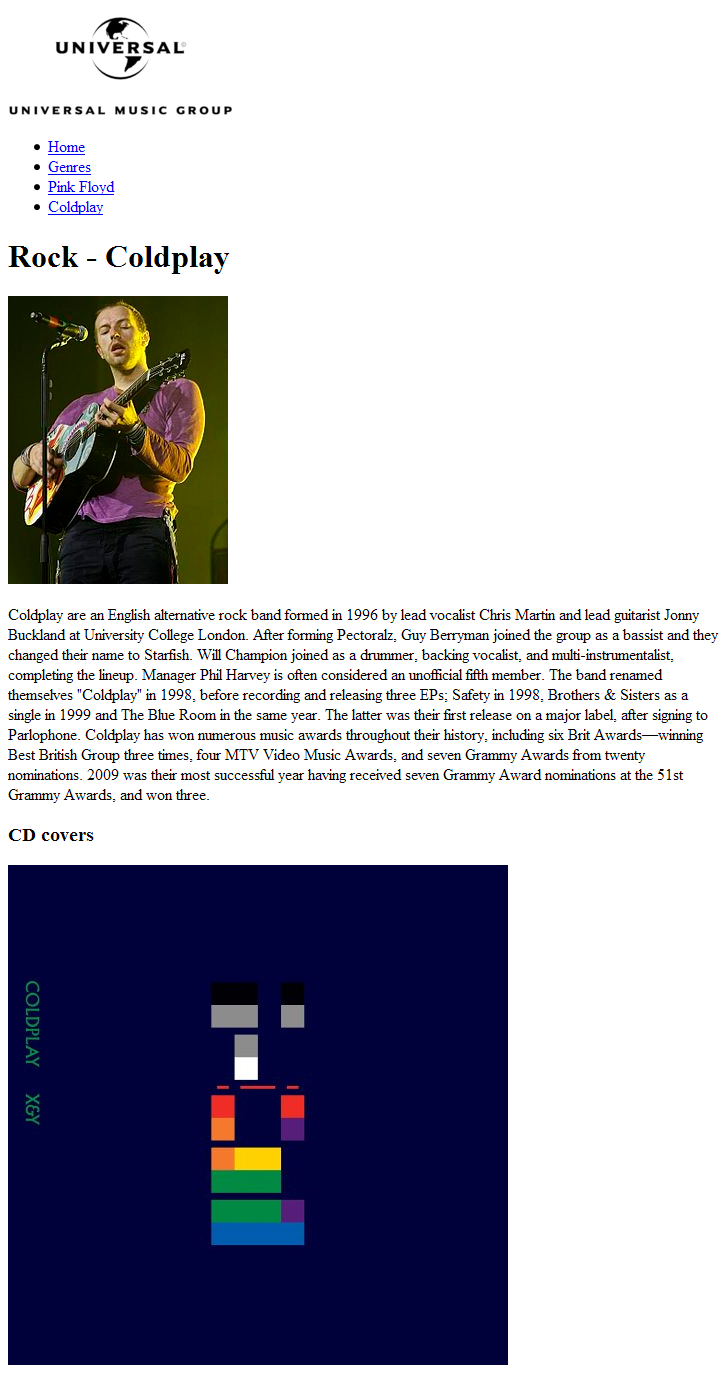 UNIVERSAL
UNIVERSAL MUSIC GROUP
Home
Genres
Pink Floyd
Coldplay
Rock - Coldplay
Coldplay are an English alternative rock band formed in 1996 by lead vocalist Chris Martin and lead guitarist Jonny
Buckland at University College London. After forming Pectoralz, Guy Berryman joined the group as a bassist and they
changed their name to Starfish. Will Champion joined as a drummer, backing vocalist, and multi-instrumentalist,
completing the lineup. Manager Phil Harvey is often considered an unofficial fifth member. The band renamed
themselves "Coldplay" in 1998, before recording and releasing three EPs; Safety in 1998, Brothers & Sisters as a
single in 1999 and The Blue Room in the same year. The latter was their first release on a major label, after signing to
Parlophone. Coldplay has won numerous music awards throughout their history, including six Brit Awards—winning
Best British Group three times, four MTV Video Music Awards, and seven Grammy Awards from twenty
nominations. 2009 was their most successful year having received seven Grammy Award nominations at the 51st
Grammy Awards, and won three.
CD covers
COLDPLAY X&Y